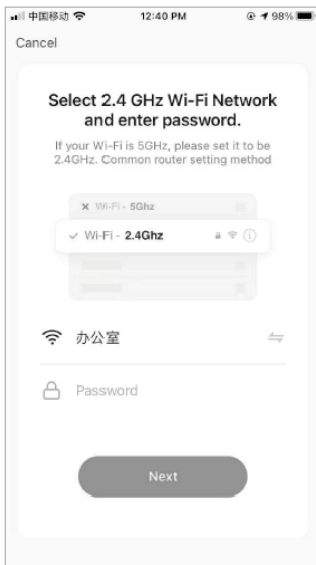 中国移动 12:40 PM 98%
Cancel
Select 2.4 GHz Wi-Fi Network
and enter password.
If your Wi-Fi is 5GHz, please set it to be
2.4GHz. Common router setting method
Wi-Fi - 5Ghz
Wi-Fi - 2.4Ghz
办公室
Password
Next